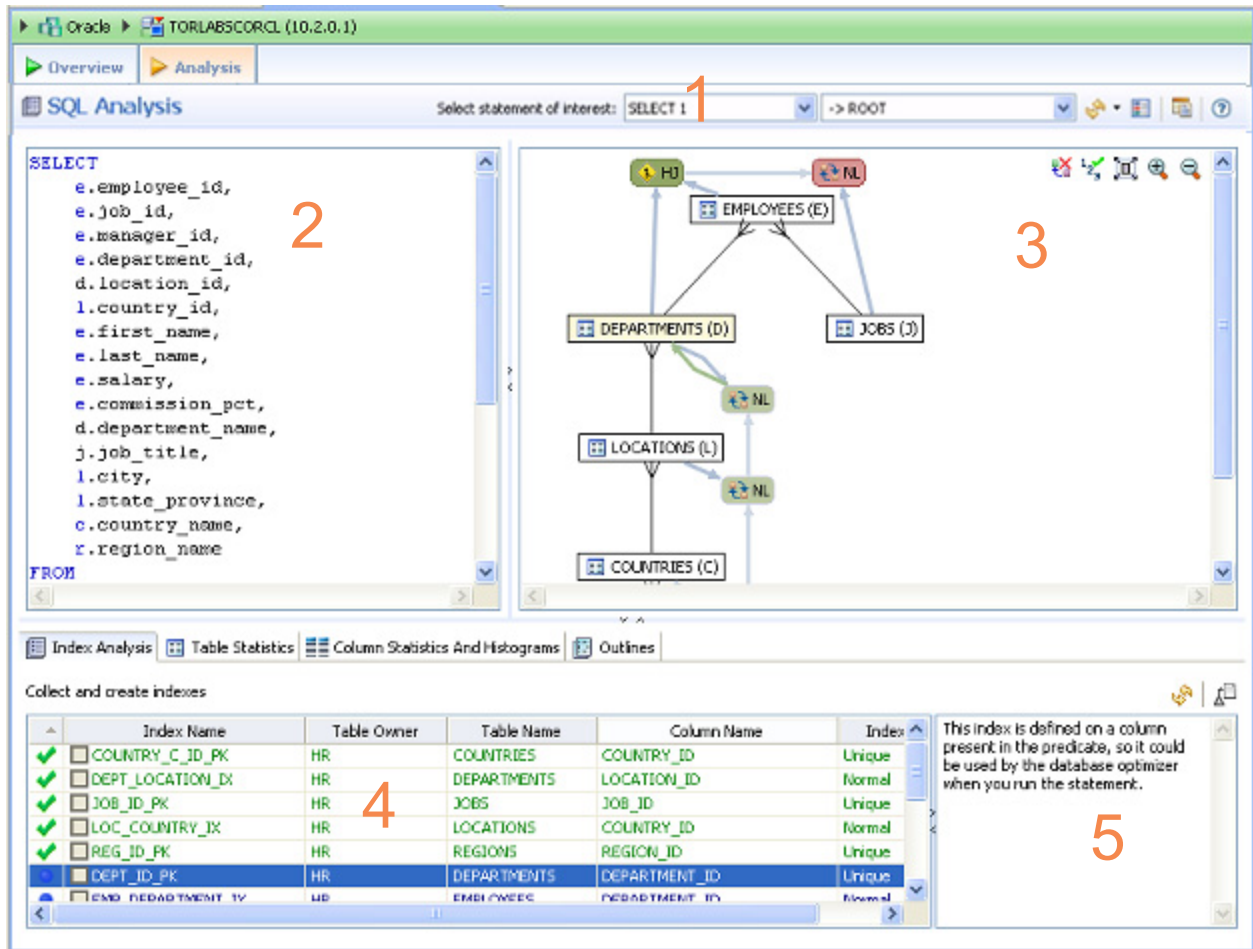 Oracle TORLABSCORCL (10.2.0.1)
Overview Analysis
SQL Analysis Select statement of interest: SELECT 1 -> ROOT
1
SELECT
e.employee_id,
e.job_id,
e.manager_id,
e.department_id,
d.location_id,
l.country_id,
e.first_name,
e.last_name,
e.salary,
e.commission_pct,
d.department_name,
j.job_title,
l.city,
l.state_province,
c.country_name,
r.region_name
FROM
2
HJ NL
EMPLOYEES (E)
3
DEPARTMENTS (D) JOBS (J)
NL
LOCATIONS (L)
NL
COUNTRIES (C)
Index Analysis Table Statistics Column Statistics And Histograms Outlines
Collect and create indexes
Index Name Table Owner Table Name Column Name Index
COUNTRY_C_ID_PK HR COUNTRIES COUNTRY_ID Unique
DEPT_LOCATION_IX HR DEPARTMENTS LOCATION_ID Normal
JOB_ID_PK HR JOBS JOB_ID Unique
LOC_COUNTRY_IX HR LOCATIONS COUNTRY_ID Normal
REG_ID_PK HR REGIONS REGION_ID Unique
DEPT_ID_PK HR DEPARTMENTS DEPARTMENT_ID Unique
EMP_DEPARTMENT_IX HR EMPLOYEES DEPARTMENT_ID Normal
4
This index is defined on a column
present in the predicate, so it could
be used by the database optimizer
when you run the statement.
5